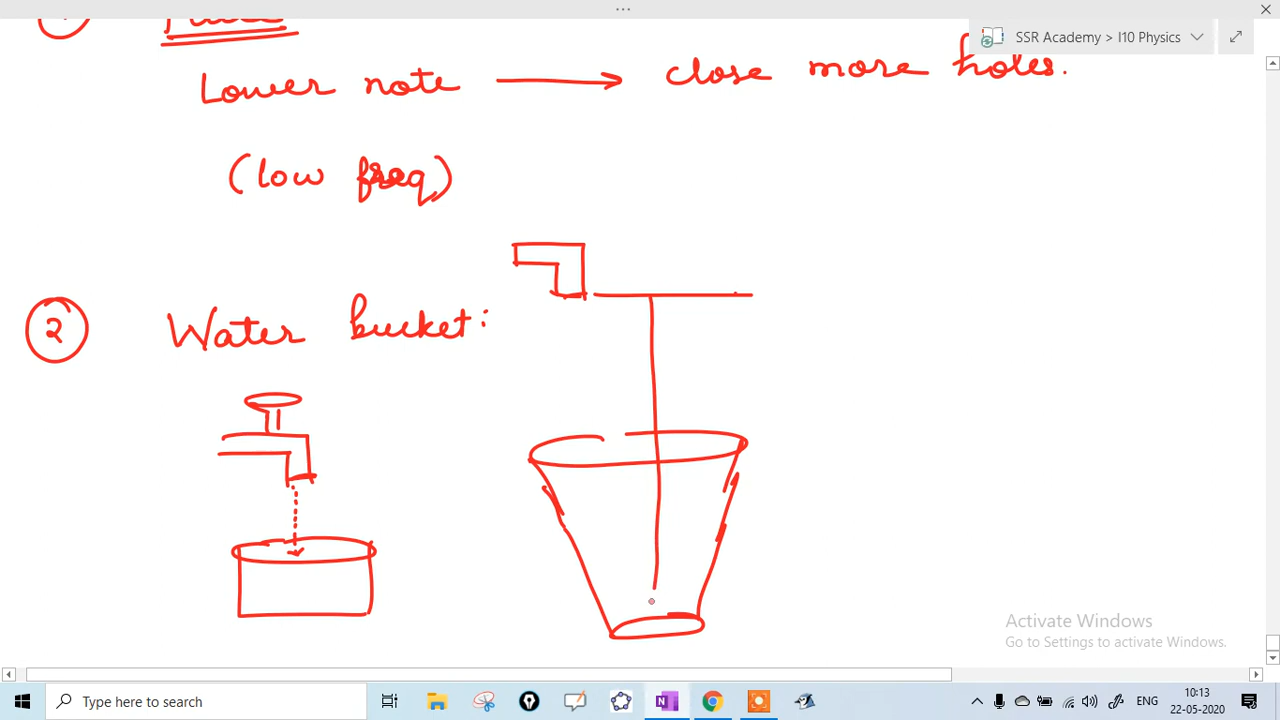 SSR Academy > I10 Physics
1
Lower note → close more holes.
(low freq)
2 Water bucket:
Activate Windows
Go to Settings to activate Windows.
Type here to search
10:13
22-05-2020